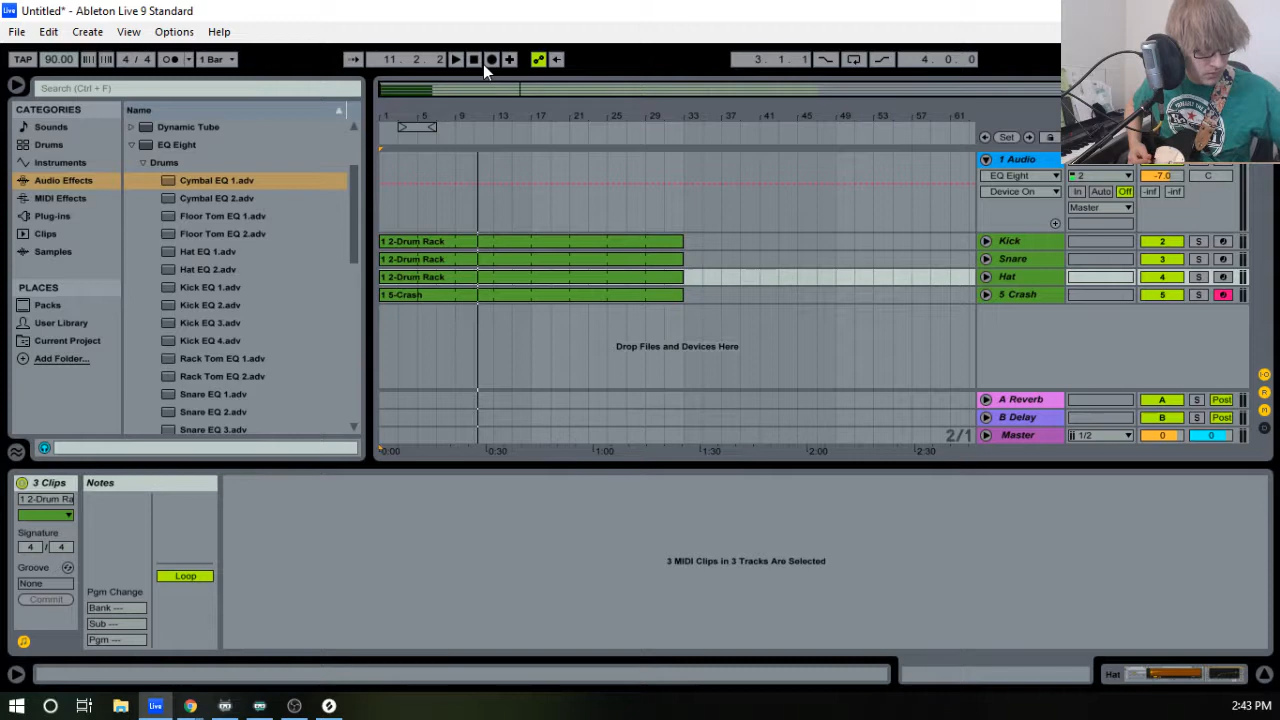 Untitled* - Ableton Live 9 Standard
File Edit Create View Options Help
TAP 90.00 4 / 4 1 Bar 11. 2. 2 3. 1. 1 4. 0. 0
Search (Ctrl + F)
CATEGORIES
Sounds
Drums
Instruments
Audio Effects
MIDI Effects
Plug-ins
Clips
Samples
PLACES
Packs
User Library
Current Project
Add Folder...
Name
Dynamic Tube
EQ Eight
Drums
Cymbal EQ 1.adv
Cymbal EQ 2.adv
Floor Tom EQ 1.adv
Floor Tom EQ 2.adv
Hat EQ 1.adv
Hat EQ 2.adv
Kick EQ 1.adv
Kick EQ 2.adv
Kick EQ 3.adv
Kick EQ 4.adv
Rack Tom EQ 1.adv
Rack Tom EQ 2.adv
Snare EQ 1.adv
Snare EQ 2.adv
Snare EQ 3.adv
1 5 9 13 17 21 25 29 33 37 41 45 49 53 57 61
Set
1 Audio
EQ Eight 2 -7.0 C
Device On In Auto Off -inf -inf
Master
1 2-Drum Rack Kick 2 S
1 2-Drum Rack Snare 3 S
1 2-Drum Rack Hat 4 S
1 5-Crash 5 Crash 5 S
Drop Files and Devices Here
A Reverb A S Post
B Delay B S Post
2/1 Master 1/2 0 0
0:00 0:30 1:00 1:30 2:00 2:30
3 Clips
1 2-Drum Ra
Signature
4 / 4
Groove
None
Commit
Notes
Pgm Change
Bank ---
Sub ---
Pgm ---
Loop
3 MIDI Clips in 3 Tracks Are Selected
Hat
Live
2:43 PM